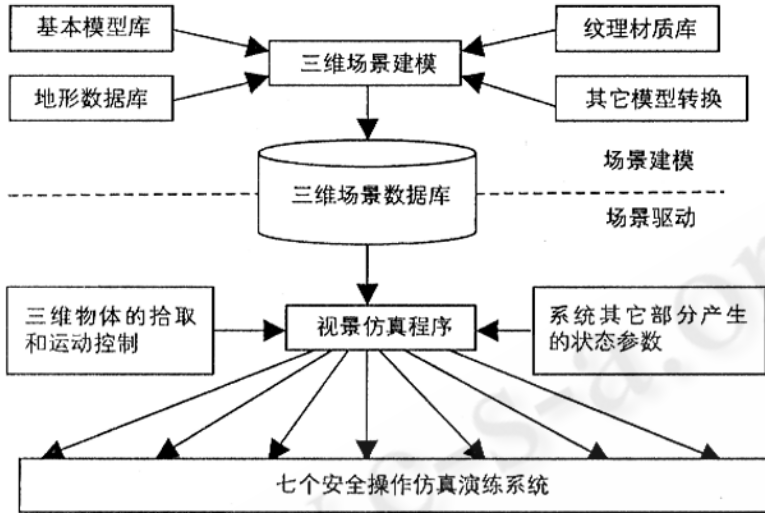 基本模型库
纹理材质库
三维场景建模
地形数据库
其它模型转换
场景建模
三维场景数据库
场景驱动
三维物体的拾取
和运动控制
视景仿真程序
系统其它部分产生
的状态参数
七个安全操作仿真演练系统
c-s-a.or